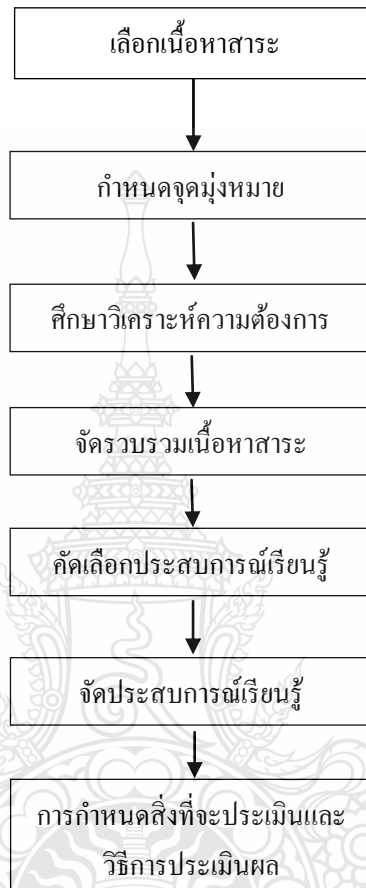 เลือกเนื้อหาสาระ
กำหนดจุดมุ่งหมาย
ศึกษาวิเคราะห์ความต้องการ
จัดรวบรวมเนื้อหาสาระ
คัดเลือกประสบการณ์เรียนรู้
จัดประสบการณ์เรียนรู้
การกำหนดสิ่งที่จะประเมินและ
วิธีการประเมินผล